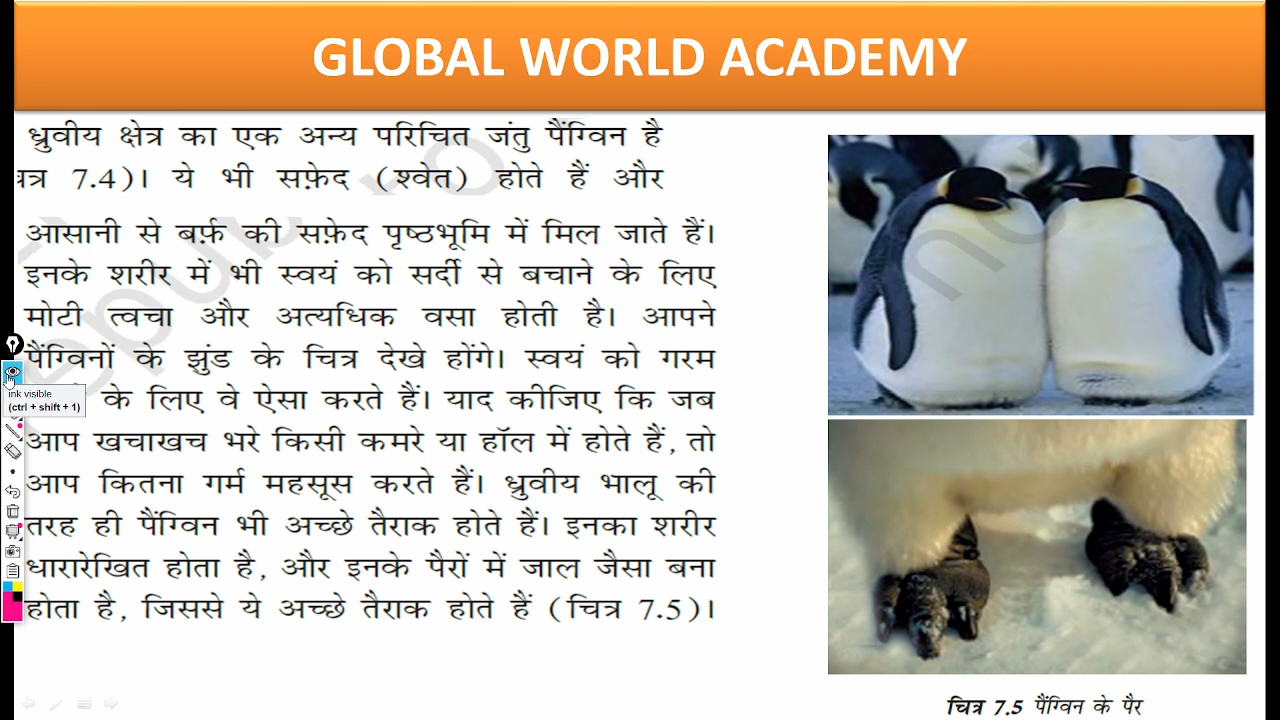 GLOBAL WORLD ACADEMY
ध्रुवीय क्षेत्र का एक अन्य परिचित जंतु पैंग्विन है
7.4)। ये भी सफ़ेद (श्वेत) होते हैं और
आसानी से बर्फ़ की सफ़ेद पृष्ठभूमि में मिल जाते हैं।
इनके शरीर में भी स्वयं को सर्दी से बचाने के लिए
मोटी त्वचा और अत्यधिक वसा होती है। आपने
पैंग्विनों के झुंड के चित्र देखे होंगे। स्वयं को गरम
के लिए वे ऐसा करते हैं। याद कीजिए कि जब
आप खचाखच भरे किसी कमरे या हॉल में होते हैं, तो
आप कितना गर्म महसूस करते हैं। ध्रुवीय भालू की
तरह ही पैंग्विन भी अच्छे तैराक होते हैं। इनका शरीर
धारारेखित होता है, और इनके पैरों में जाल जैसा बना
होता है, जिससे ये अच्छे तैराक होते हैं (चित्र 7.5)।
ink visible
(ctrl + shift + 1)
चित्र 7.5 पैंग्विन के पैर